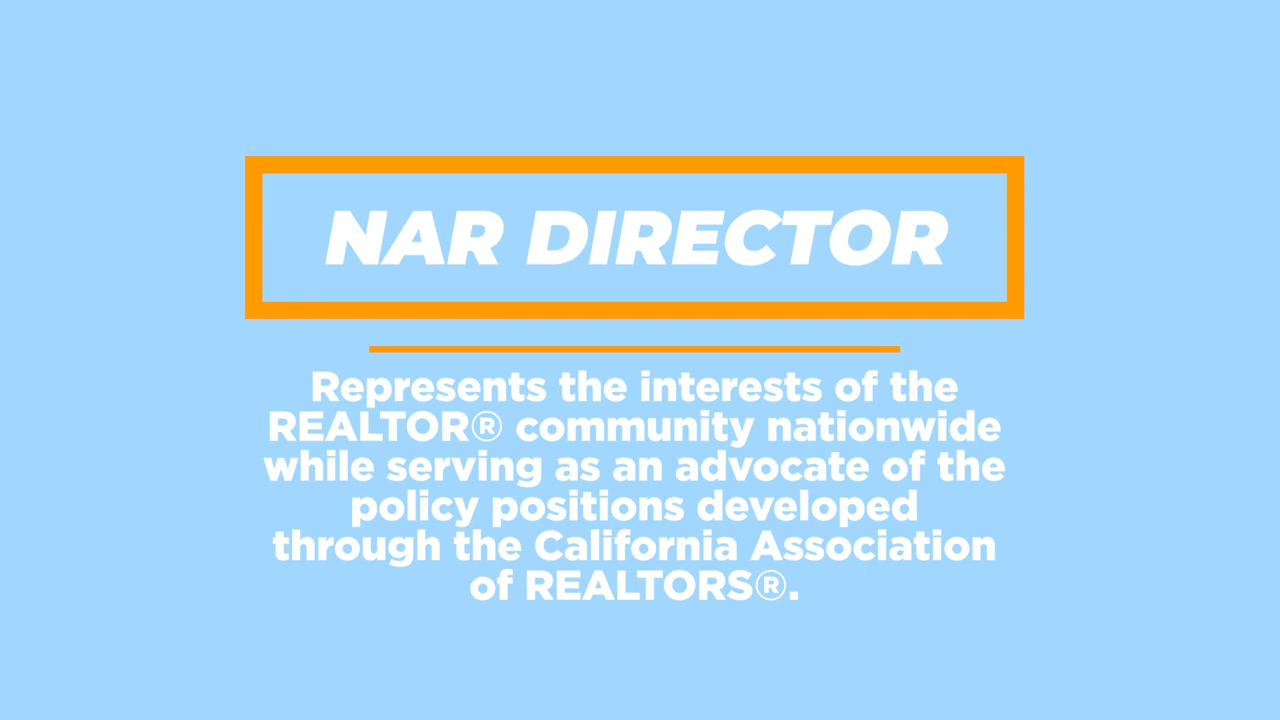 NAR DIRECTOR
Represents the interests of the
REALTOR® community nationwide
while serving as an advocate of the
policy positions developed
through the California Association
of REALTORS®.